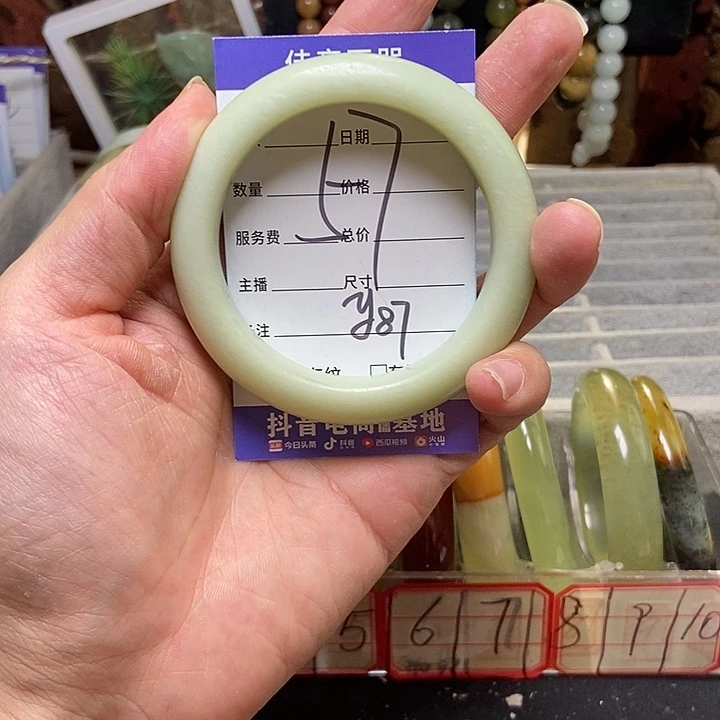 日期
数量 价格
服务费 总价
主播 尺寸
注
57
y87
抖音电商 基地
今日头条 抖音 西瓜视频 火山
5 6 7 8 9 10